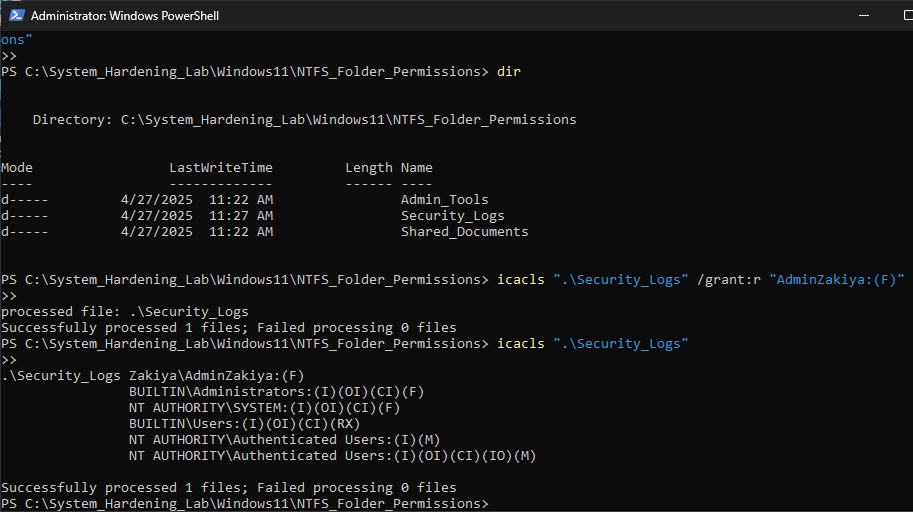 Administrator: Windows PowerShell
ons"
>>
PS C:\System_Hardening_Lab\Windows11\NTFS_Folder_Permissions> dir
Directory: C:\System_Hardening_Lab\Windows11\NTFS_Folder_Permissions
Mode                 LastWriteTime         Length Name
----                 -------------         ------ ----
d-----         4/27/2025  11:22 AM                Admin_Tools
d-----         4/27/2025  11:27 AM                Security_Logs
d-----         4/27/2025  11:22 AM                Shared_Documents
PS C:\System_Hardening_Lab\Windows11\NTFS_Folder_Permissions> icacls ".\Security_Logs" /grant:r "AdminZakiya:(F)"
>>
processed file: .\Security_Logs
Successfully processed 1 files; Failed processing 0 files
PS C:\System_Hardening_Lab\Windows11\NTFS_Folder_Permissions> icacls ".\Security_Logs"
>>
.\Security_Logs Zakiya\AdminZakiya:(F)
                BUILTIN\Administrators:(I)(OI)(CI)(F)
                NT AUTHORITY\SYSTEM:(I)(OI)(CI)(F)
                BUILTIN\Users:(I)(OI)(CI)(RX)
                NT AUTHORITY\Authenticated Users:(I)(M)
                NT AUTHORITY\Authenticated Users:(I)(OI)(CI)(IO)(M)
Successfully processed 1 files; Failed processing 0 files
PS C:\System_Hardening_Lab\Windows11\NTFS_Folder_Permissions>